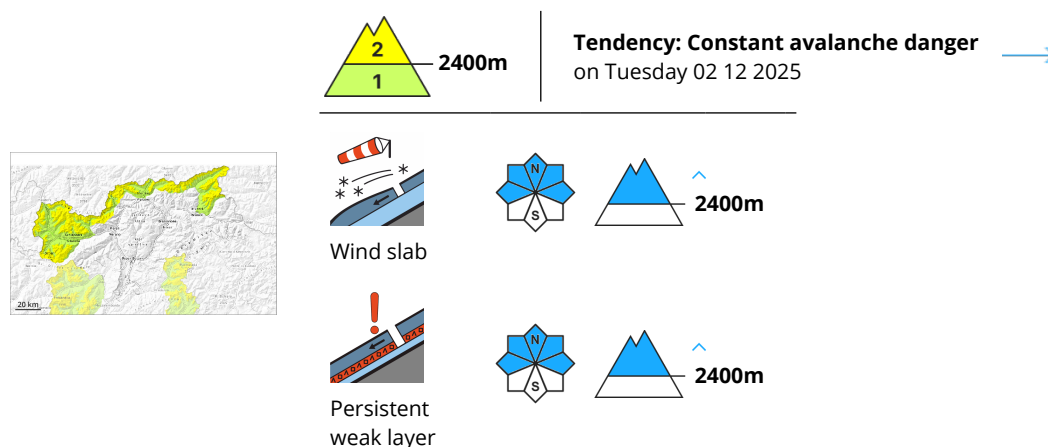 2
2400m
1
Tendency: Constant avalanche danger
on Tuesday 02 12 2025
N
S
2400m
Wind slab
20 km
N
S
2400m
Persistent
weak layer